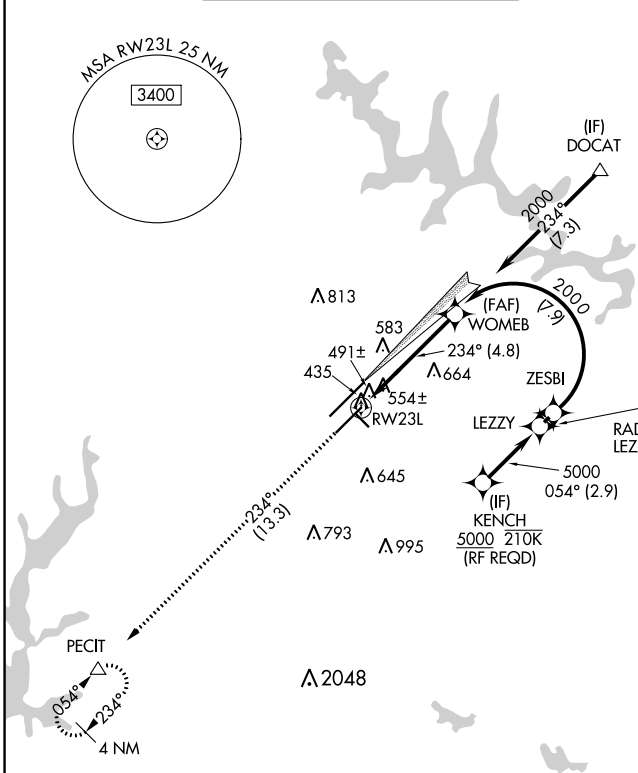 MSA RW23L 25 NM
3400
(IF)
DOCAT
2000
234°
(7.3)
813
(FAF)
WOMEB
2000
(7.9)
583
234° (4.8)
491±
664
435
554±
ZESBI
RW23L
LEZZY
RAD
LEZ
645
5000
054° (2.9)
(IF)
KENCH
5000 210K
(RF REQD)
234°
(13.3)
793
995
PECIT
2048
054°
234°
4 NM